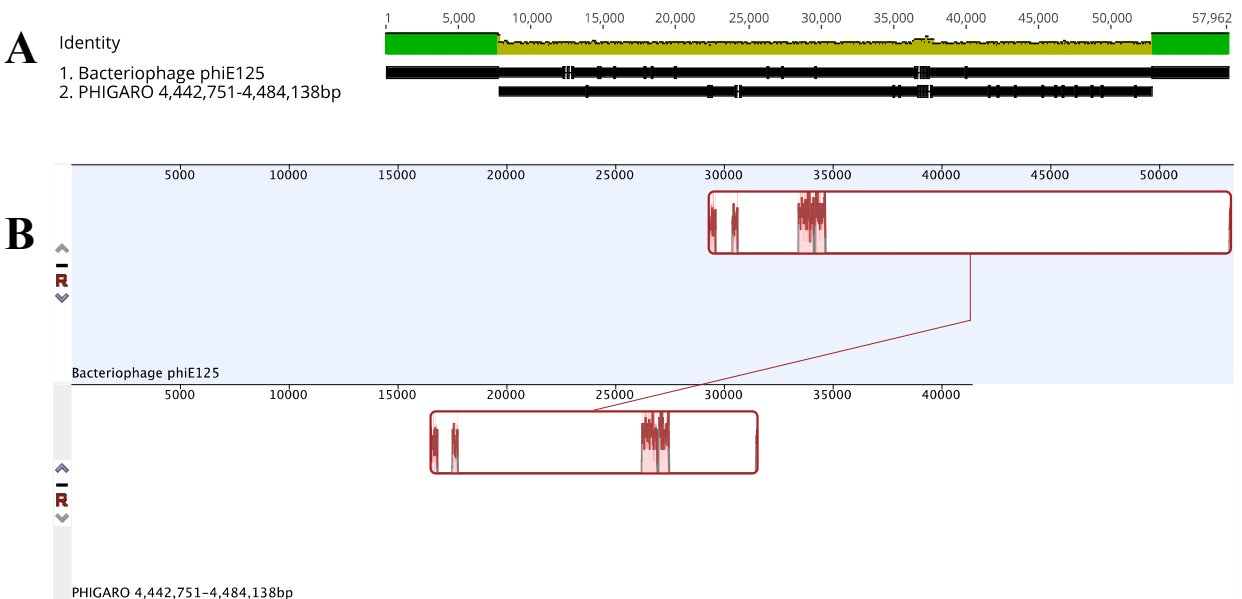 A
1 5,000 10,000 15,000 20,000 25,000 30,000 35,000 40,000 45,000 50,000 57,962
Identity
1. Bacteriophage phiE125
2. PHIGARO 4,442,751-4,484,138bp
B
5000 10000 15000 20000 25000 30000 35000 40000 45000 50000
R
Bacteriophage phiE125
5000 10000 15000 20000 25000 30000 35000 40000
R
PHIGARO 4,442,751-4,484,138bp